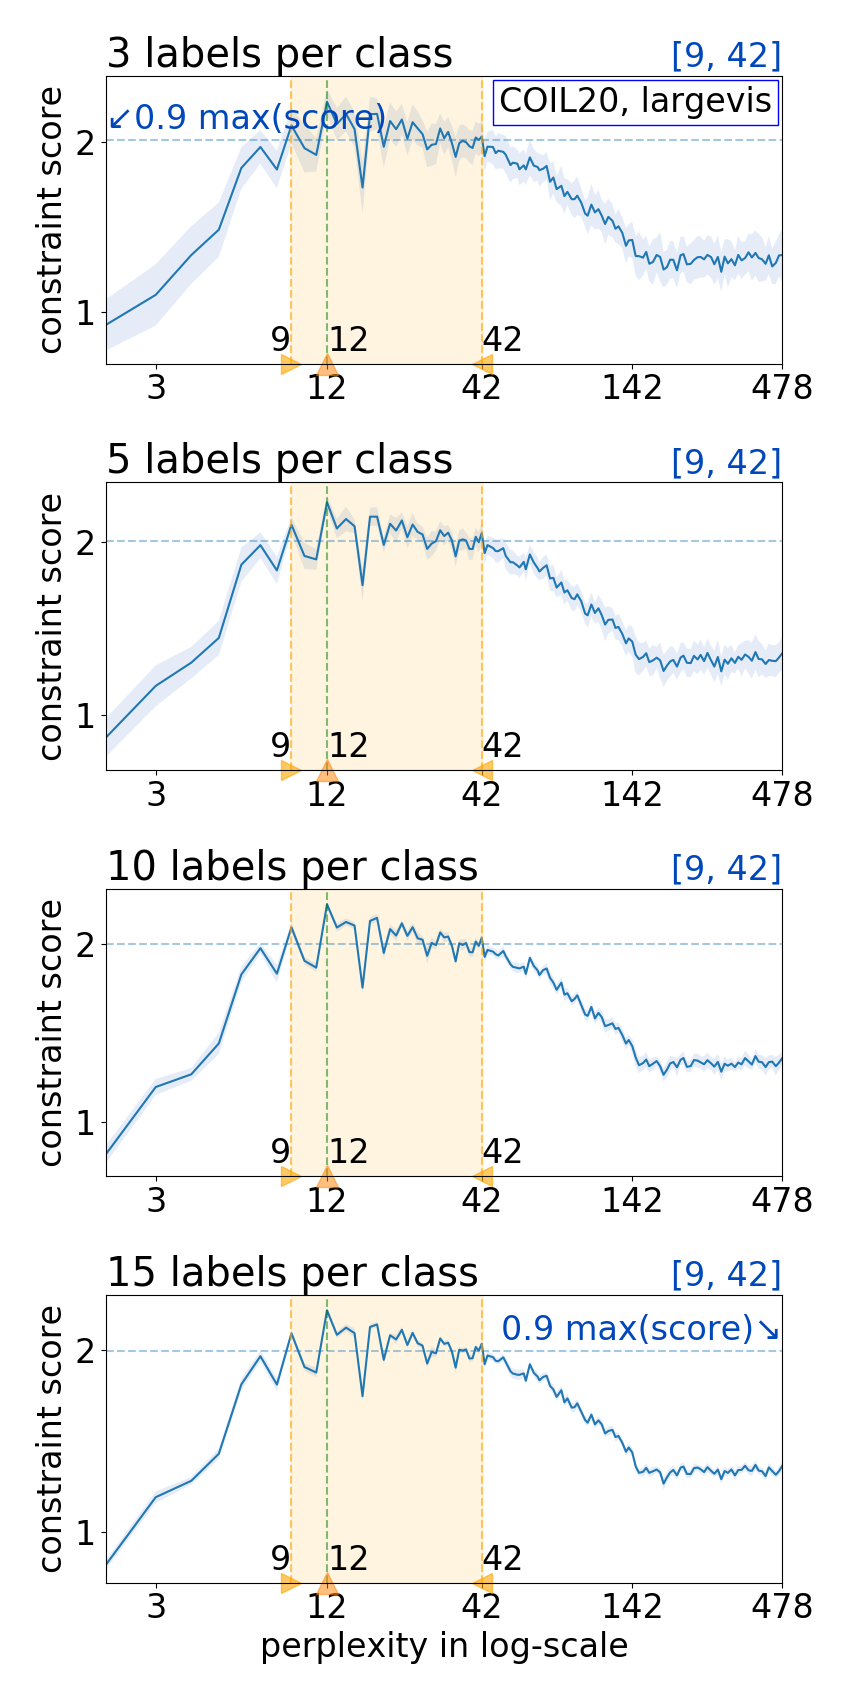 3 labels per class [9, 42]
COIL20, largevis
↙0.9 max(score)
constraint score
2
1
9 12 42
3 12 42 142 478
5 labels per class [9, 42]
constraint score
2
1
9 12 42
3 12 42 142 478
10 labels per class [9, 42]
constraint score
2
1
9 12 42
3 12 42 142 478
15 labels per class [9, 42]
0.9 max(score)↘
constraint score
2
1
9 12 42
3 12 42 142 478
perplexity in log-scale